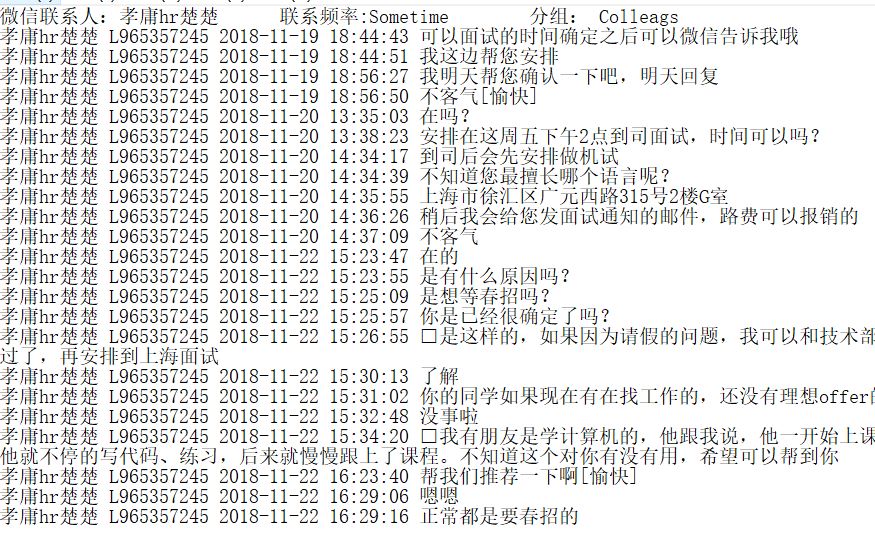 微信联系人：孝庸hr楚楚 联系频率:Sometime 分组： Colleags
孝庸hr楚楚 L965357245 2018-11-19 18:44:43 可以面试的时间确定之后可以微信告诉我哦
孝庸hr楚楚 L965357245 2018-11-19 18:44:51 我这边帮您安排
孝庸hr楚楚 L965357245 2018-11-19 18:56:27 我明天帮您确认一下吧，明天回复
孝庸hr楚楚 L965357245 2018-11-19 18:56:50 不客气[愉快]
孝庸hr楚楚 L965357245 2018-11-20 13:35:03 在吗？
孝庸hr楚楚 L965357245 2018-11-20 13:38:23 安排在这周五下午2点到司面试，时间可以吗？
孝庸hr楚楚 L965357245 2018-11-20 14:34:17 到司后会先安排做机试
孝庸hr楚楚 L965357245 2018-11-20 14:34:39 不知道您最擅长哪个语言呢？
孝庸hr楚楚 L965357245 2018-11-20 14:35:55 上海市徐汇区广元西路315号2楼G室
孝庸hr楚楚 L965357245 2018-11-20 14:36:26 稍后我会给您发面试通知的邮件，路费可以报销的
孝庸hr楚楚 L965357245 2018-11-20 14:37:09 不客气
孝庸hr楚楚 L965357245 2018-11-22 15:23:47 在的
孝庸hr楚楚 L965357245 2018-11-22 15:23:55 是有什么原因吗？
孝庸hr楚楚 L965357245 2018-11-22 15:25:09 是想等春招吗？
孝庸hr楚楚 L965357245 2018-11-22 15:25:57 你是已经很确定了吗？
孝庸hr楚楚 L965357245 2018-11-22 15:26:55 □是这样的，如果因为请假的问题，我可以和技术部
过了，再安排到上海面试
孝庸hr楚楚 L965357245 2018-11-22 15:30:13 了解
孝庸hr楚楚 L965357245 2018-11-22 15:31:02 你的同学如果现在有在找工作的，还没有理想offer的
孝庸hr楚楚 L965357245 2018-11-22 15:32:48 没事啦
孝庸hr楚楚 L965357245 2018-11-22 15:34:20 □我有朋友是学计算机的，他跟我说，他一开始上课
他就不停的写代码、练习，后来就慢慢跟上了课程。不知道这个对你有没有用，希望可以帮到你
孝庸hr楚楚 L965357245 2018-11-22 16:23:40 帮我们推荐一下啊[愉快]
孝庸hr楚楚 L965357245 2018-11-22 16:29:06 嗯嗯
孝庸hr楚楚 L965357245 2018-11-22 16:29:16 正常都是要春招的